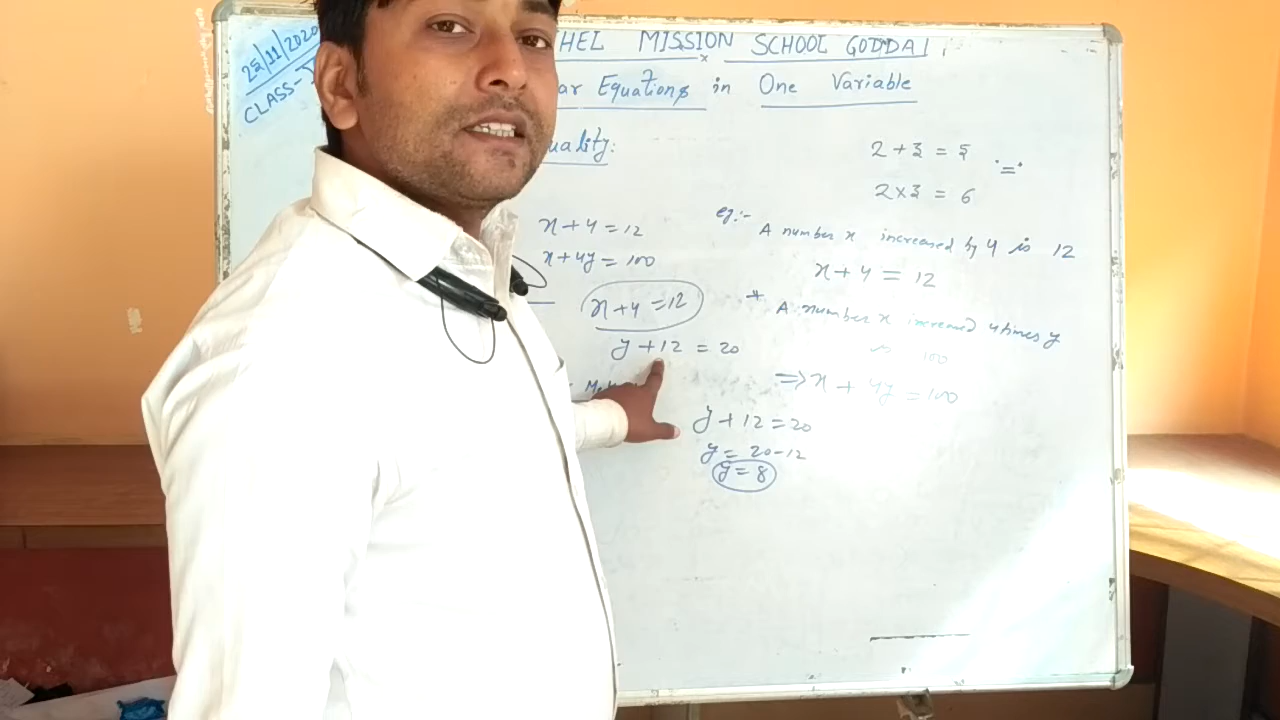 25/11/2020
CLASS-
HEL MISSION SCHOOL GODDA
ar Equations in One Variable
uality:
2 + 3 = 5 '='
2 × 3 = 6
x + 4 = 12
x + 4y = 100
x + 4 = 12
y + 12 = 20
eg:-
A number x increased by 4 is 12
x + 4 = 12
* A number x increased 4 times y
is 100
⇒ x + 4y = 100
y + 12 = 20
y = 20 - 12
y = 8